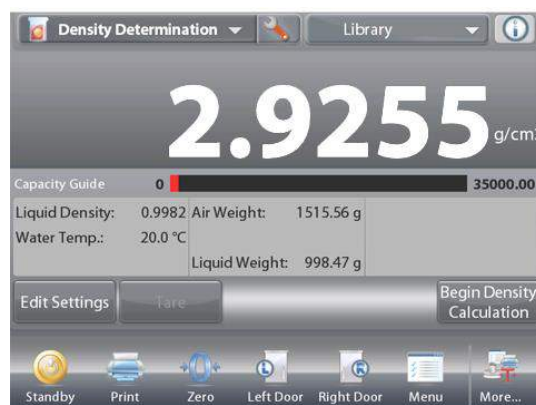 Density Determination Library
2.9255 g/cm3
Capacity Guide 0 35000.00
Liquid Density: 0.9982 Air Weight: 1515.56 g
Water Temp.: 20.0 °C
Liquid Weight: 998.47 g
Edit Settings Tare Begin Density
Calculation
Standby Print Zero Left Door Right Door Menu More...